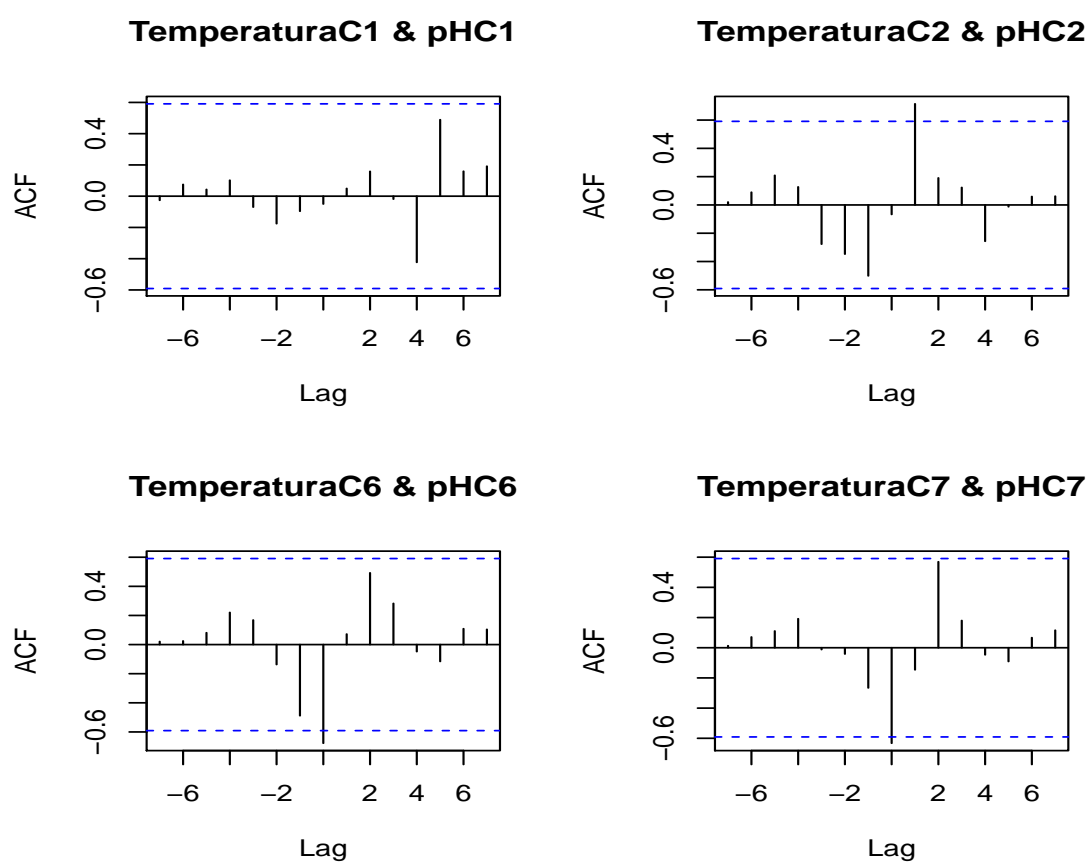 TemperaturaC1 & pHC1
ACF
0.4
0.0
−0.6
−6
−2
2
4
6
Lag
TemperaturaC2 & pHC2
ACF
0.4
0.0
−0.6
−6
−2
2
4
6
Lag
TemperaturaC6 & pHC6
ACF
0.4
0.0
−0.6
−6
−2
2
4
6
Lag
TemperaturaC7 & pHC7
ACF
0.4
0.0
−0.6
−6
−2
2
4
6
Lag